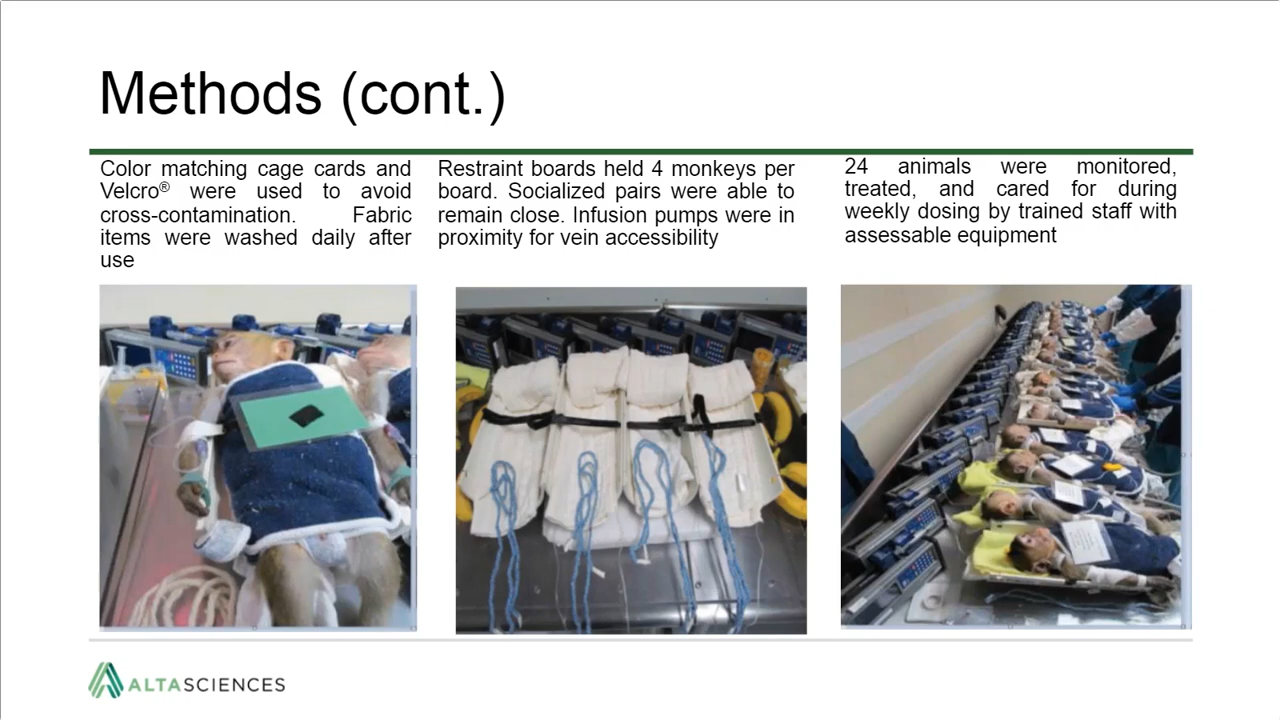 Methods (cont.)
Color matching cage cards and
Velcro® were used to avoid
cross-contamination. Fabric
items were washed daily after
use
Restraint boards held 4 monkeys per
board. Socialized pairs were able to
remain close. Infusion pumps were in
proximity for vein accessibility
24 animals were monitored,
treated, and cared for during
weekly dosing by trained staff with
assessable equipment
ALTASCIENCES